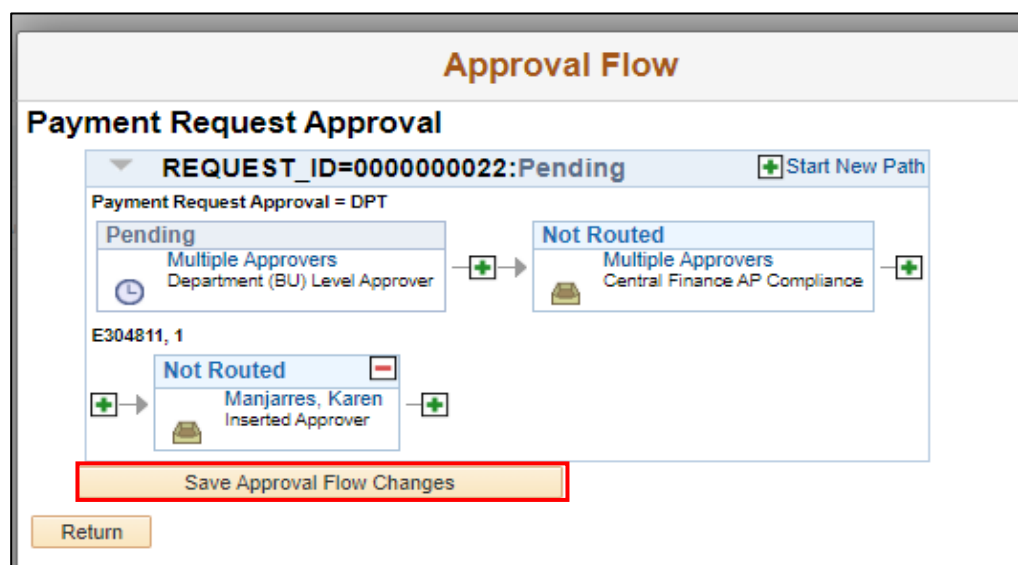 Approval Flow
Payment Request Approval
REQUEST_ID=0000000022:Pending
Start New Path
Payment Request Approval = DPT
Pending
Multiple Approvers
Department (BU) Level Approver
Not Routed
Multiple Approvers
Central Finance AP Compliance
E304811, 1
Not Routed
Manjarres, Karen
Inserted Approver
Save Approval Flow Changes
Return